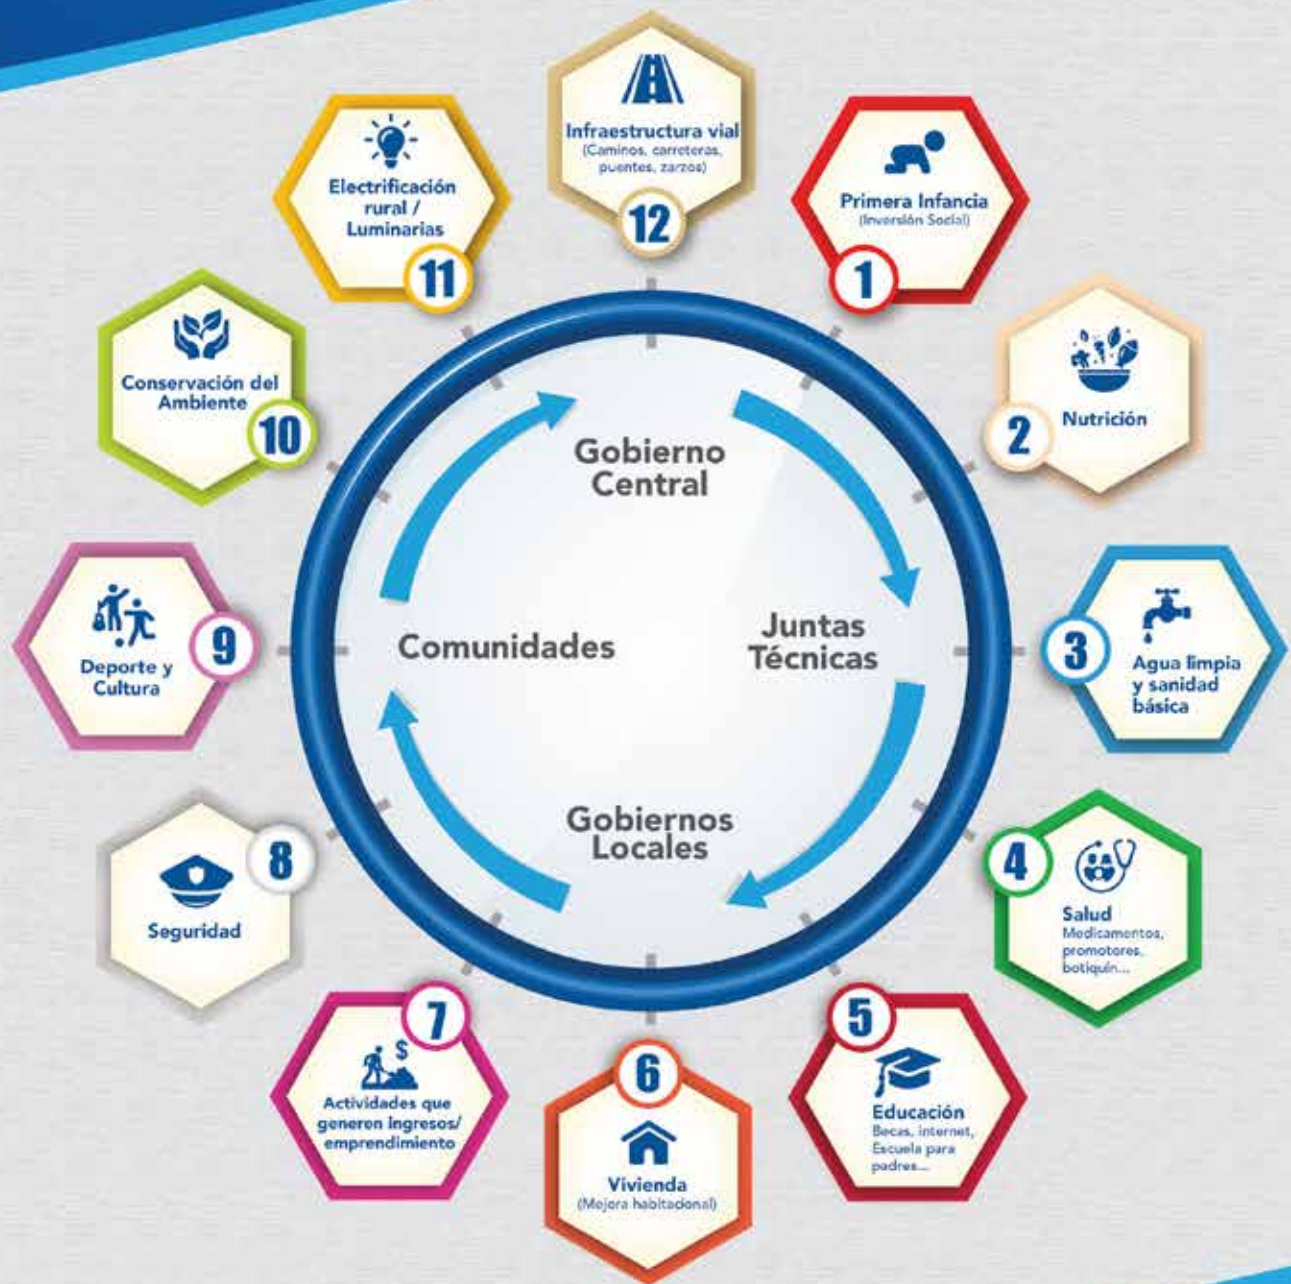 Infraestructura vial
(Caminos, carreteras,
puentes, zarzos)
12
Primera Infancia
(Inversión Social)
1
Nutrición
2
Agua limpia
y sanidad
básica
3
Salud
Medicamentos,
promotores,
botiquín...
4
Educación
Becas, internet,
Escuela para
padres...
5
Vivienda
(Mejora habitacional)
6
Actividades que
generen ingresos/
emprendimiento
7
$
Seguridad
8
Deporte y
Cultura
9
Conservación del
Ambiente
10
Electrificación
rural /
Luminarias
11
Gobierno
Central
Juntas
Técnicas
Gobiernos
Locales
Comunidades